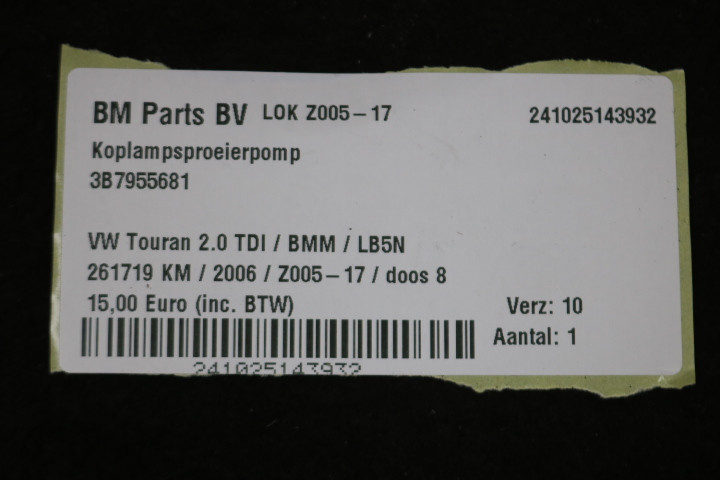 BM Parts BV LOK Z005-17 241025143932
Koplampsproeierpomp
3B7955681
VW Touran 2.0 TDI / BMM / LB5N
261719 KM / 2006 / Z005-17 / doos 8
15,00 Euro (inc. BTW) Verz: 10
Aantal: 1
241025143932